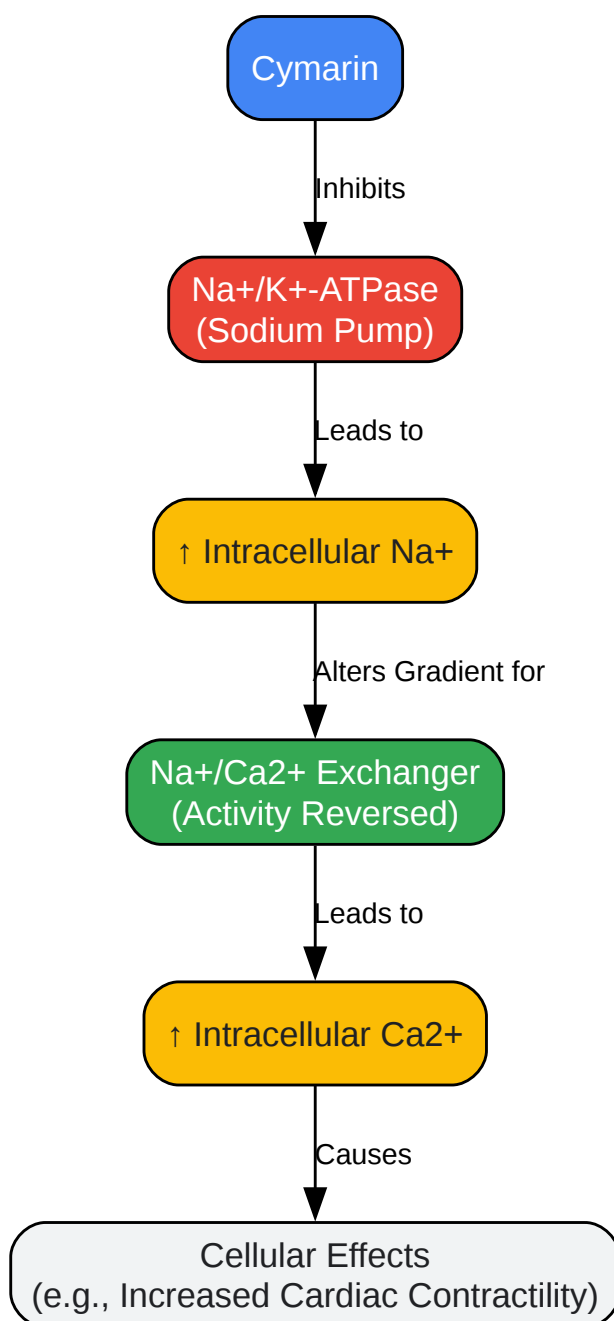 Cymarin
Inhibits
Na+/K+-ATPase
(Sodium Pump)
Leads to
↑ Intracellular Na+
Alters Gradient for
Na+/Ca2+ Exchanger
(Activity Reversed)
Leads to
↑ Intracellular Ca2+
Causes
Cellular Effects
(e.g., Increased Cardiac Contractility)